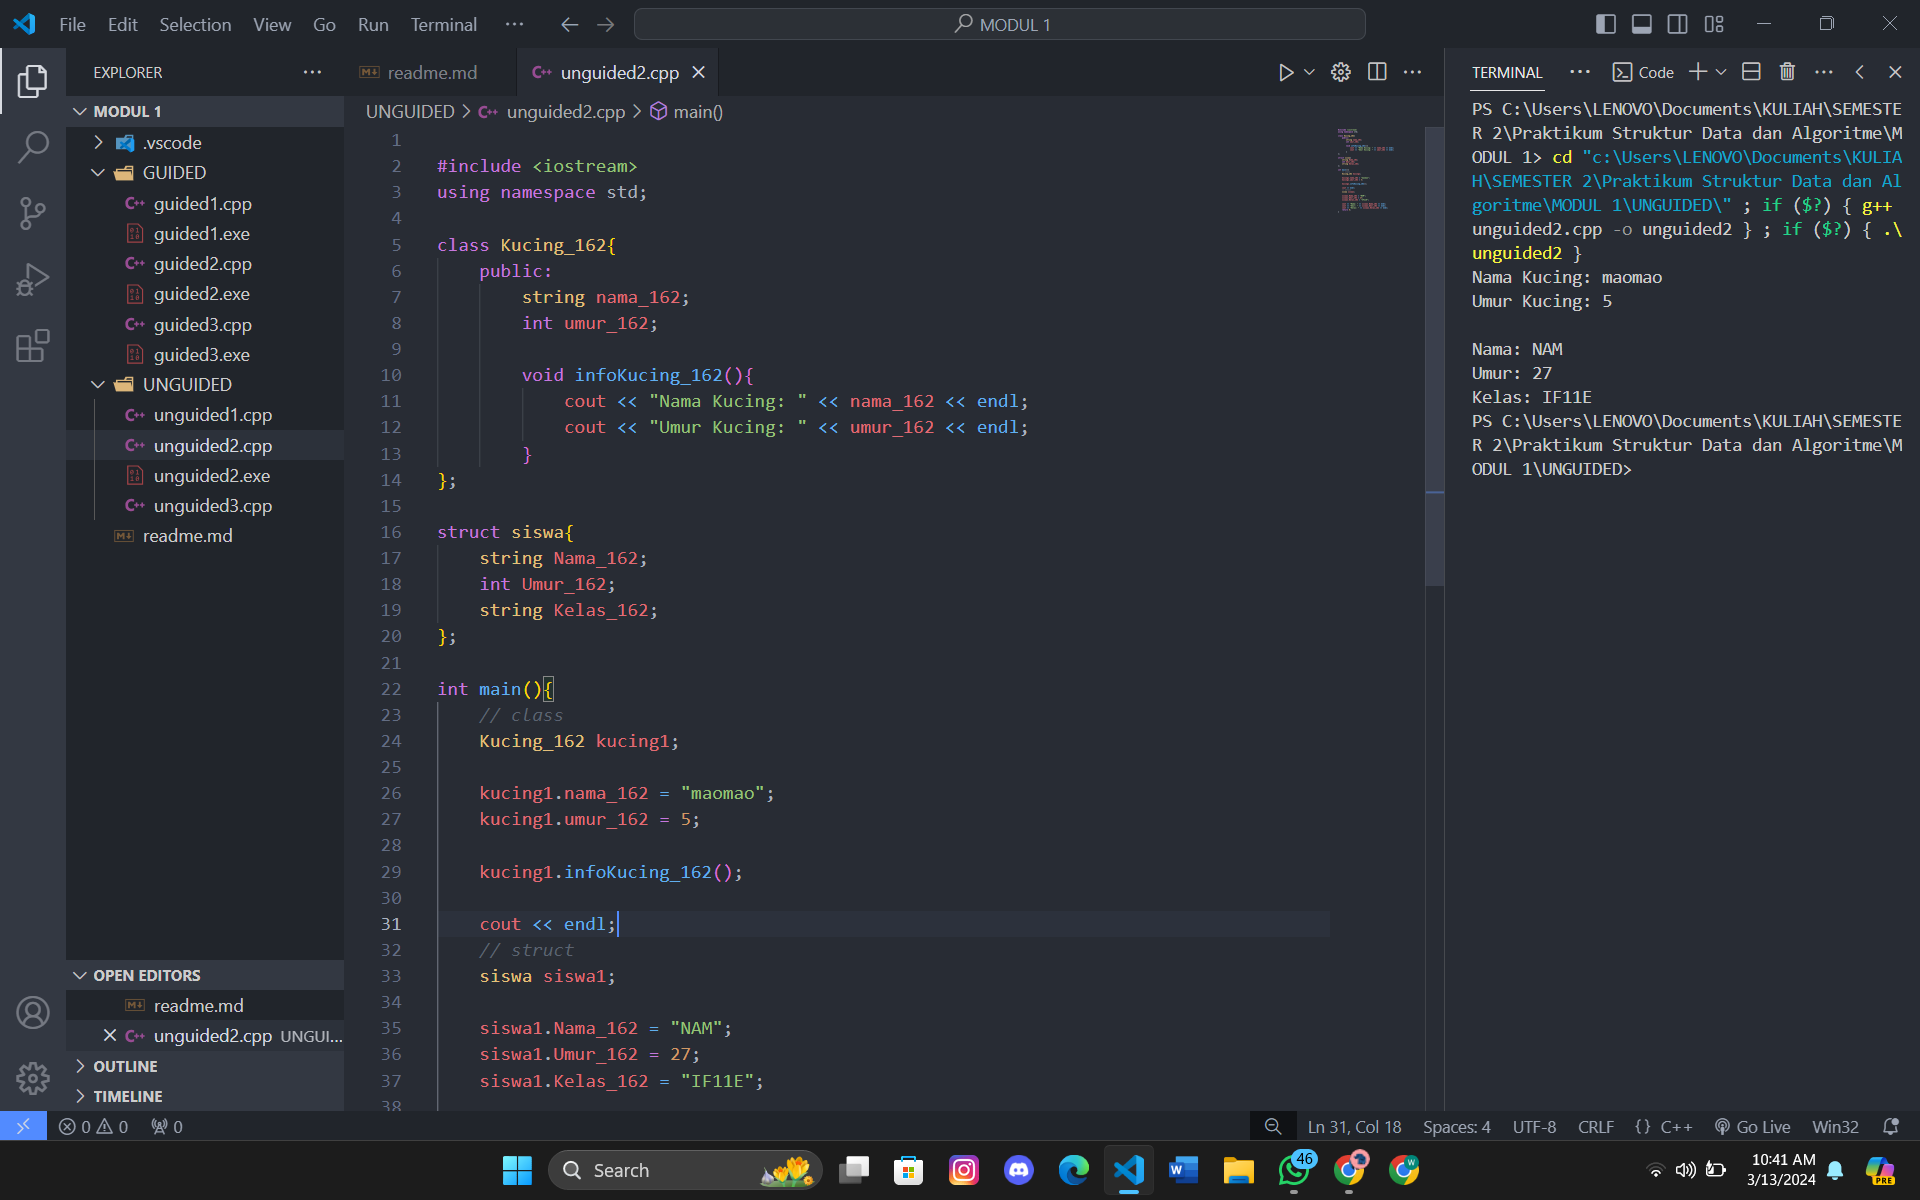 File Edit Selection View Go Run Terminal ··· MODUL 1
EXPLORER ···
MODUL 1
.vscode
GUIDED
guided1.cpp
guided1.exe
guided2.cpp
guided2.exe
guided3.cpp
guided3.exe
UNGUIDED
unguided1.cpp
unguided2.cpp
unguided2.exe
unguided3.cpp
readme.md
OPEN EDITORS
readme.md
unguided2.cpp UNGUI...
OUTLINE
TIMELINE
readme.md unguided2.cpp
UNGUIDED > unguided2.cpp > main()
1
2 #include <iostream>
3 using namespace std;
4
5 class Kucing_162{
6 public:
7 string nama_162;
8 int umur_162;
9
10 void infoKucing_162(){
11 cout << "Nama Kucing: " << nama_162 << endl;
12 cout << "Umur Kucing: " << umur_162 << endl;
13 }
14 };
15
16 struct siswa{
17 string Nama_162;
18 int Umur_162;
19 string Kelas_162;
20 };
21
22 int main(){
23 // class
24 Kucing_162 kucing1;
25
26 kucing1.nama_162 = "maomao";
27 kucing1.umur_162 = 5;
28
29 kucing1.infoKucing_162();
30
31 cout << endl;
32 // struct
33 siswa siswa1;
34
35 siswa1.Nama_162 = "NAM";
36 siswa1.Umur_162 = 27;
37 siswa1.Kelas_162 = "IF11E";
38
TERMINAL ··· Code
PS C:\Users\LENOVO\Documents\KULIAH\SEMESTE
R 2\Praktikum Struktur Data dan Algoritme\M
ODUL 1> cd "c:\Users\LENOVO\Documents\KULIA
H\SEMESTER 2\Praktikum Struktur Data dan Al
goritme\MODUL 1\UNGUIDED\" ; if ($?) { g++
unguided2.cpp -o unguided2 } ; if ($?) { .\
unguided2 }
Nama Kucing: maomao
Umur Kucing: 5
Nama: NAM
Umur: 27
Kelas: IF11E
PS C:\Users\LENOVO\Documents\KULIAH\SEMESTE
R 2\Praktikum Struktur Data dan Algoritme\M
ODUL 1\UNGUIDED>
0 0 0 Ln 31, Col 18 Spaces: 4 UTF-8 CRLF {} C++ Go Live Win32
Search 46 W 10:41 AM
3/13/2024 PRE